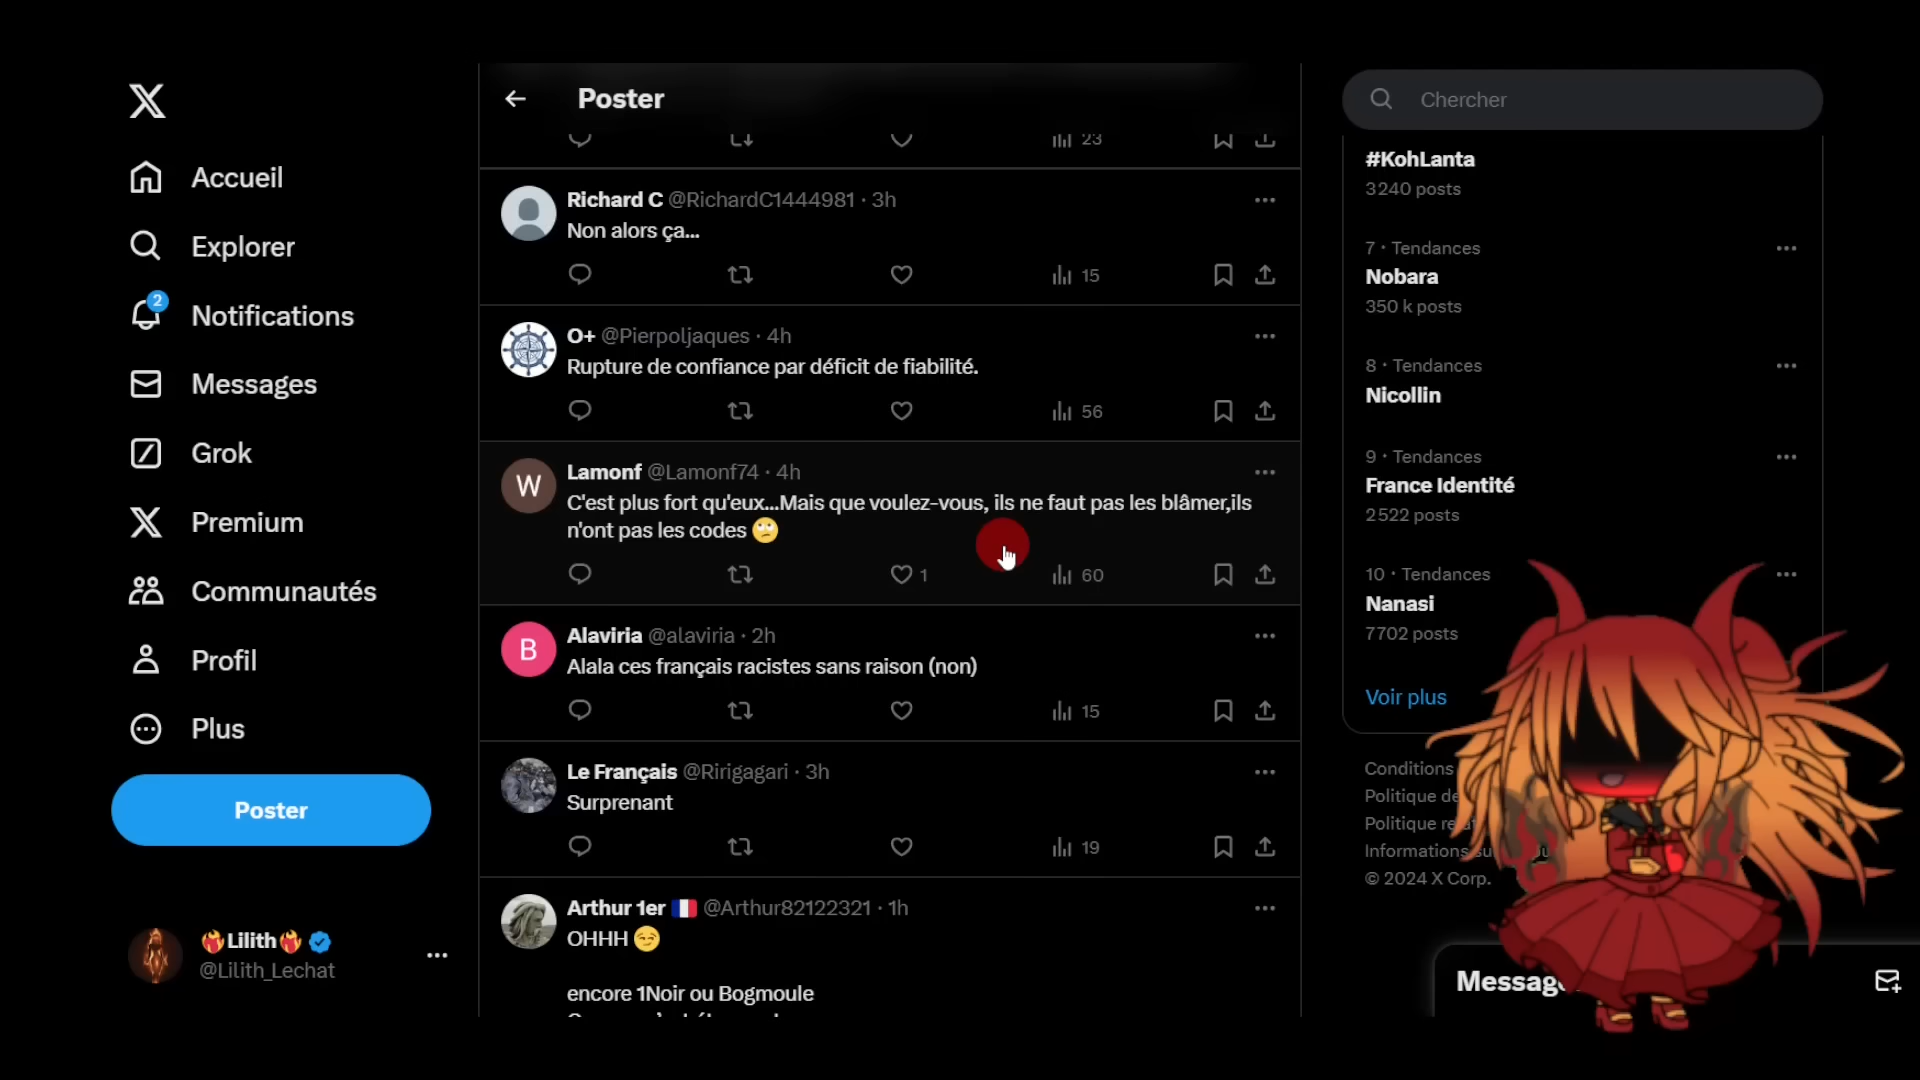 Accueil
Explorer
2
Notifications
Messages
Grok
Premium
Communautés
Profil
Plus
Poster
Lilith
@Lilith_Lechat
Poster
23
Richard C @RichardC1444981 · 3h
Non alors ça...
15
O+ @Pierpoljaques · 4h
Rupture de confiance par déficit de fiabilité.
56
W
Lamonf @Lamonf74 · 4h
C'est plus fort qu'eux...Mais que voulez-vous, ils ne faut pas les blâmer,ils
n'ont pas les codes 🙄
1
60
B
Alaviria @alaviria · 2h
Alala ces français racistes sans raison (non)
15
Le Français @Ririgagari · 3h
Surprenant
19
Arthur 1er 🇫🇷 @Arthur82122321 · 1h
OHHH 😏
encore 1Noir ou Bogmoule
Chercher
#KohLanta
3240 posts
7 · Tendances
Nobara
350 k posts
8 · Tendances
Nicollin
9 · Tendances
France Identité
2522 posts
10 · Tendances
Nanasi
7702 posts
Voir plus
Conditions
Politique
Politique
Informations
© 2024 X Corp.